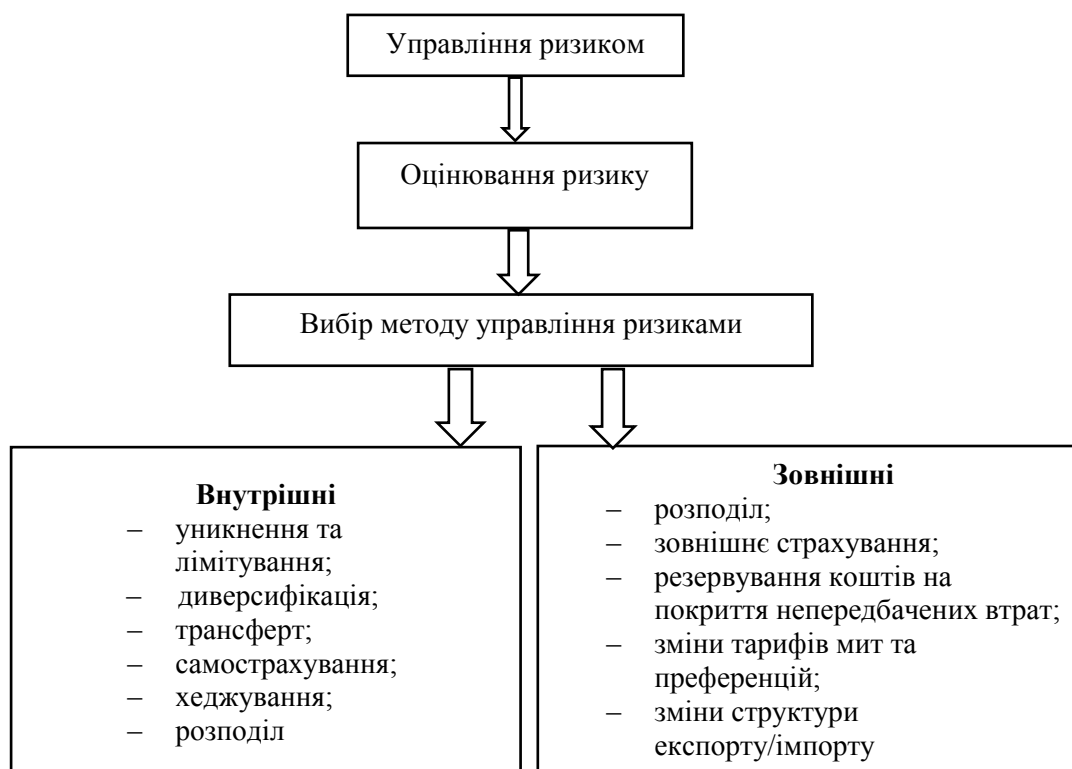 Управління ризиком
Оцінювання ризику
Вибір методу управління ризиками
Внутрішні
– уникнення та
лімітування;
– диверсифікація;
– трансферт;
– самострахування;
– хеджування;
– розподіл
Зовнішні
– розподіл;
– зовнішнє страхування;
– резервування коштів на
покриття непередбачених втрат;
– зміни тарифів мит та
преференцій;
– зміни структури
експорту/імпорту